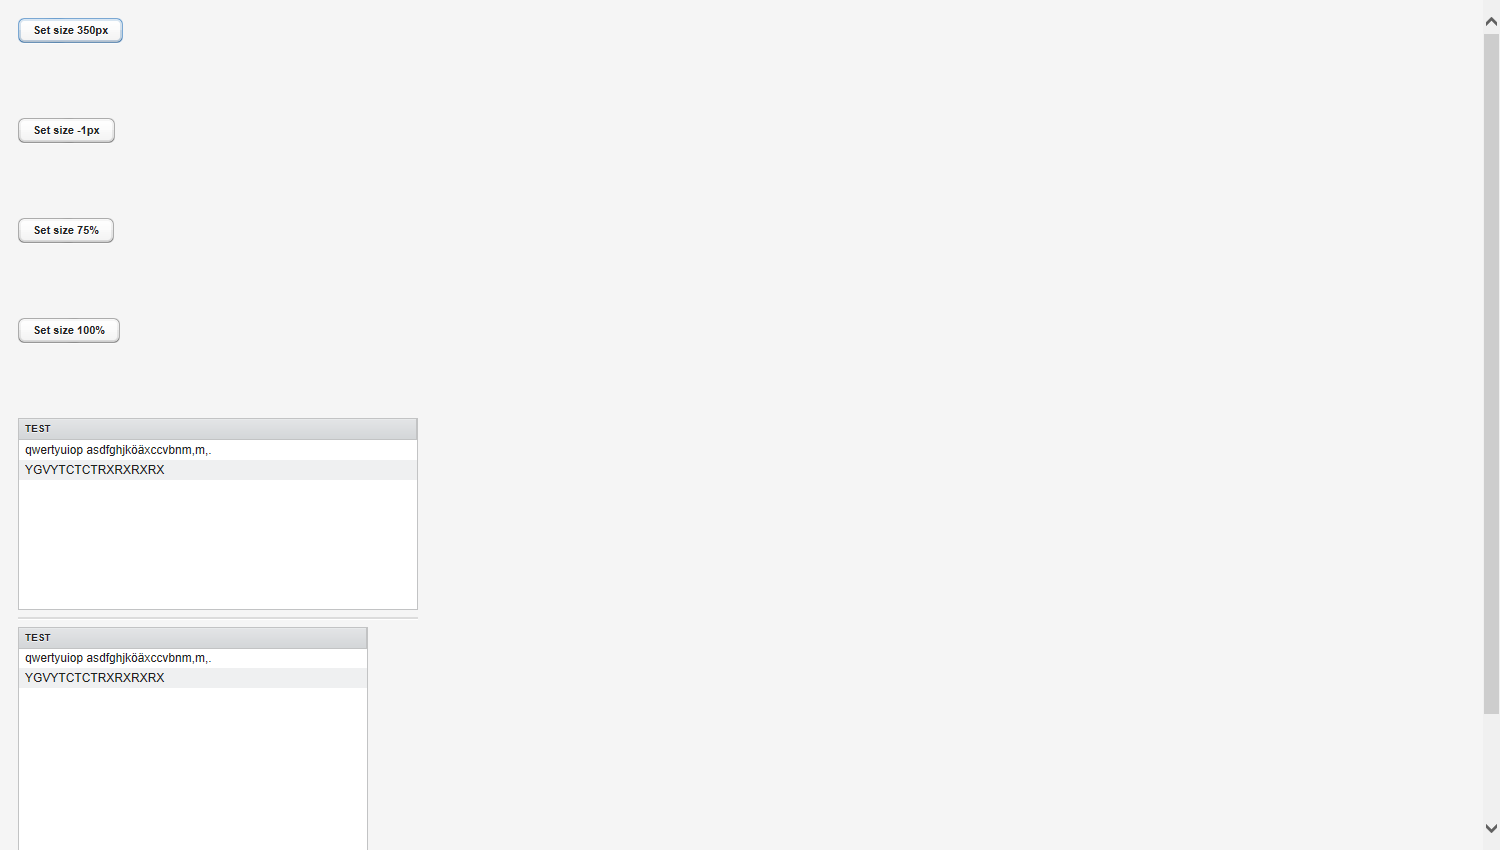 Set size 350px
Set size -1px
Set size 75%
Set size 100%
TEST
qwertyuiop asdfghjköäxccvbnm,m,.
YGVYTCTCTRXRXRXRX
TEST
qwertyuiop asdfghjköäxccvbnm,m,.
YGVYTCTCTRXRXRXRX